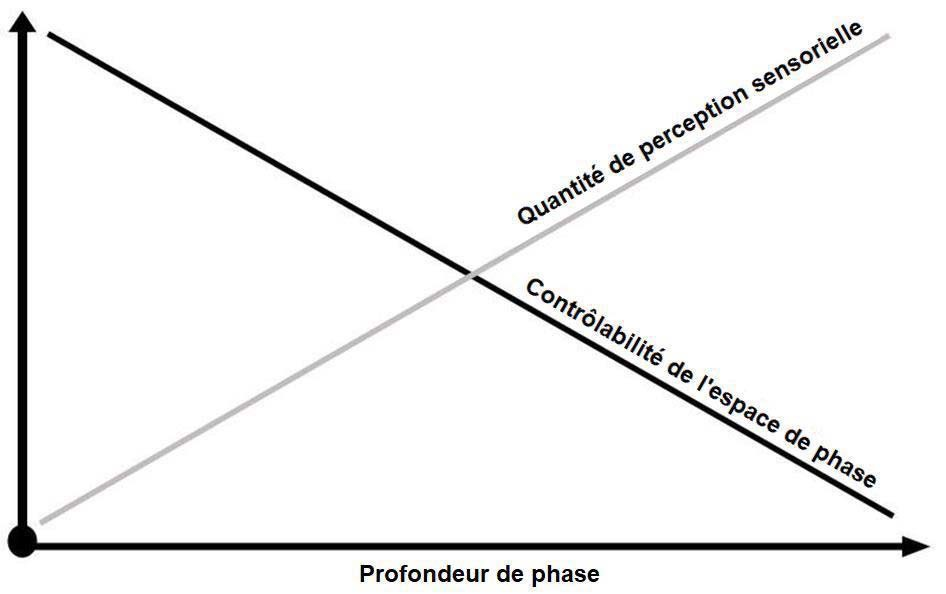 Quantité de perception sensorielle
Contrôlabilité de l'espace de phase
Profondeur de phase